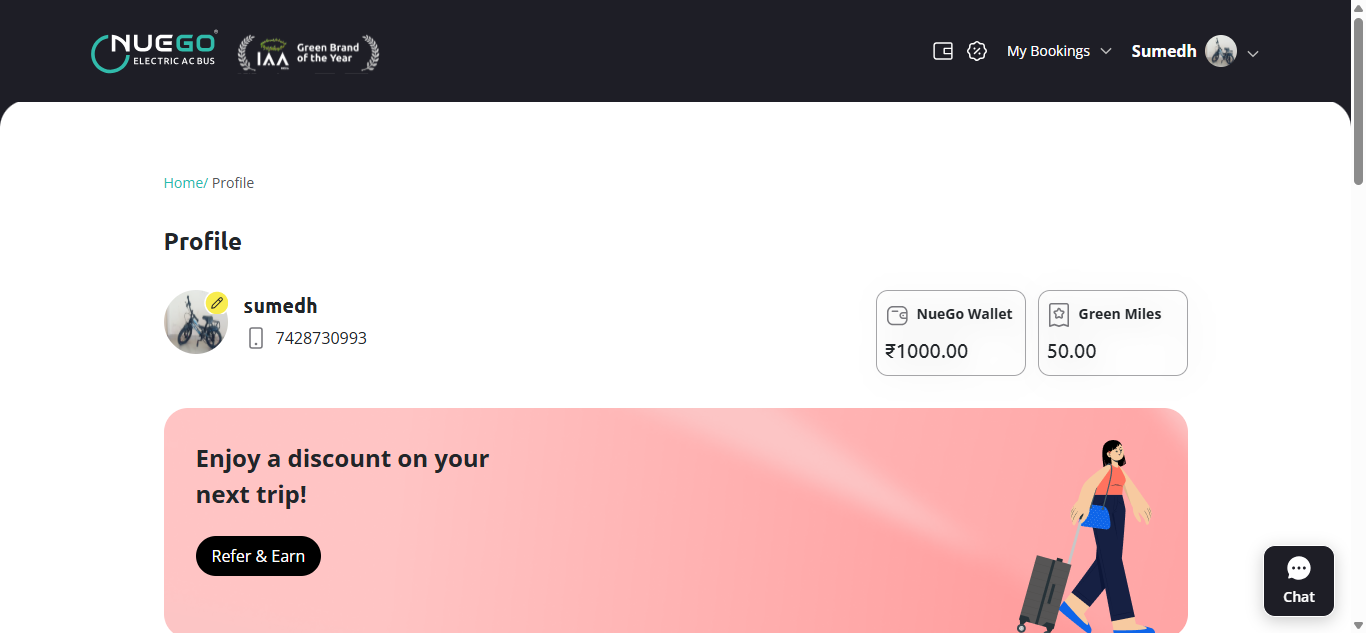 NUEGO
ELECTRIC AC BUS
IAA
Green Brand
of the Year
My Bookings
Sumedh
Home/ Profile
Profile
sumedh
7428730993
NueGo Wallet
₹1000.00
Green Miles
50.00
Enjoy a discount on your
next trip!
Refer & Earn
Chat